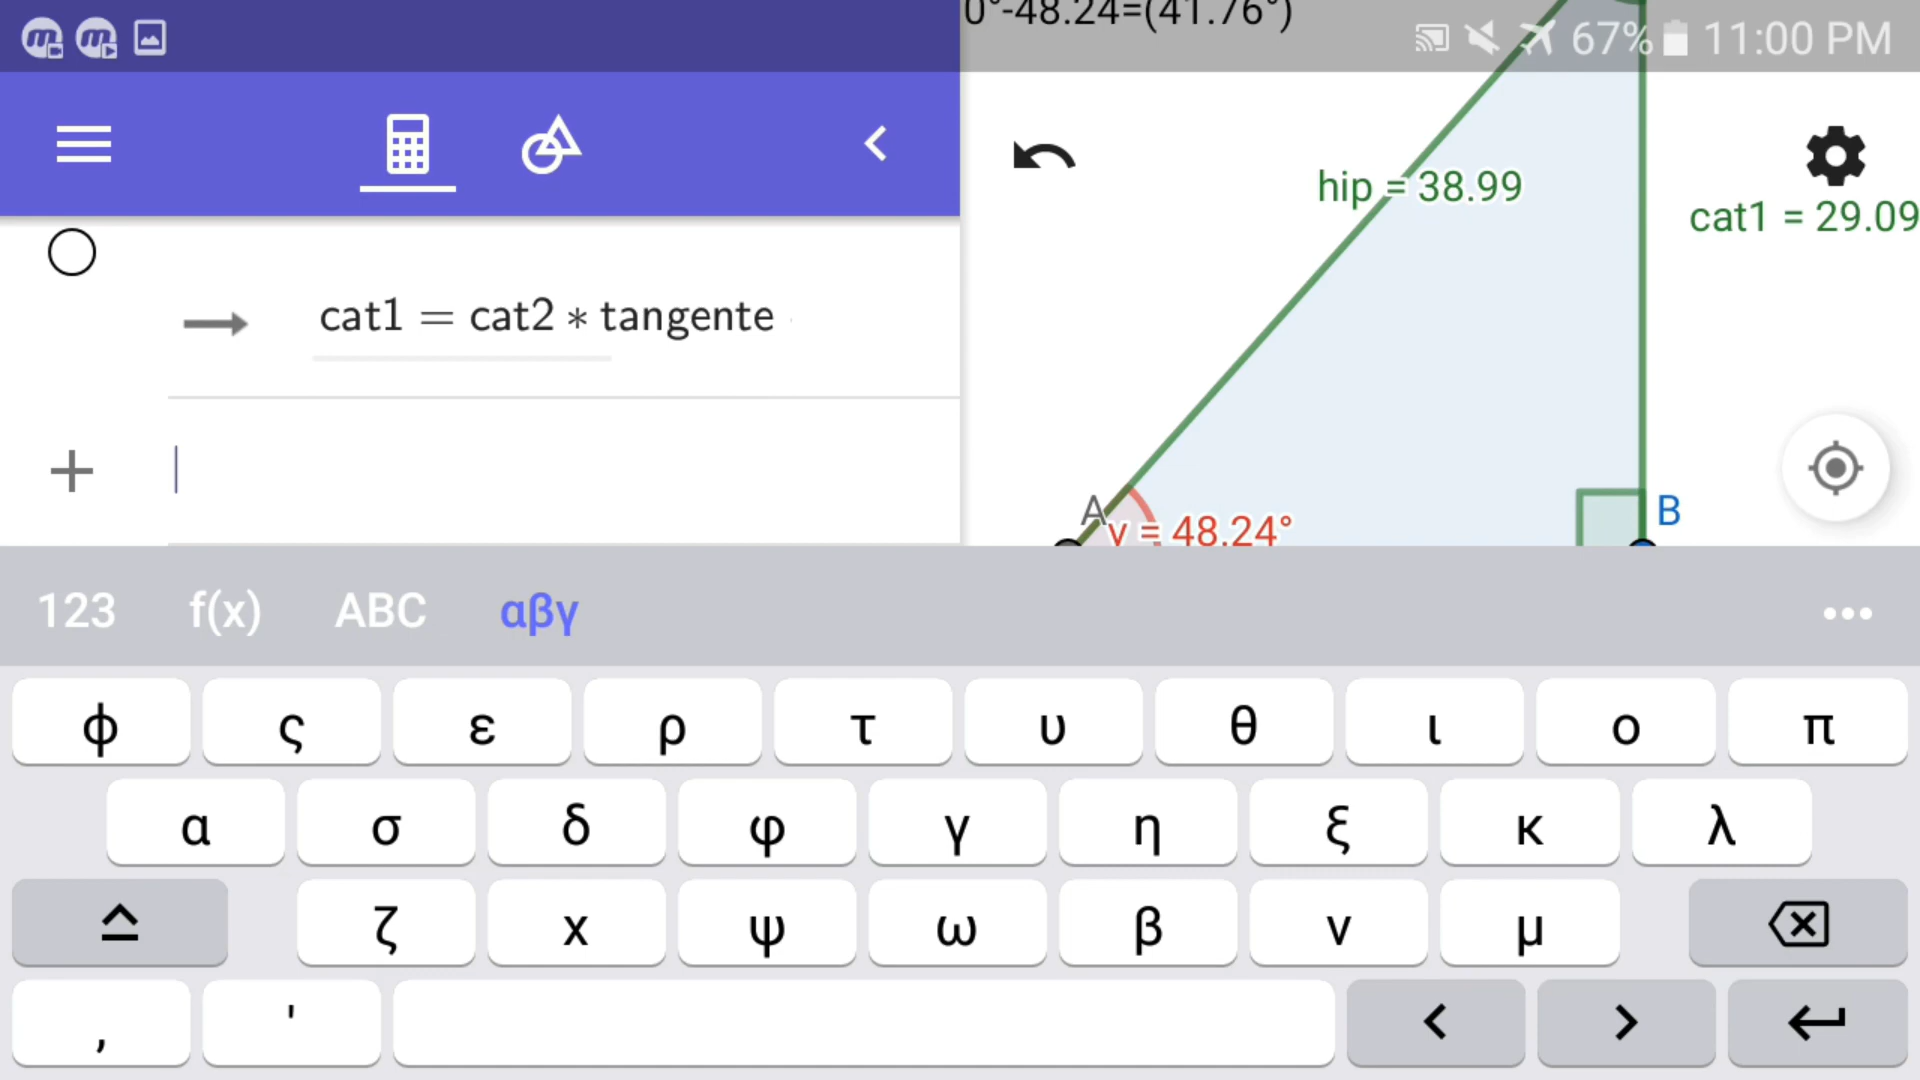 0°-48.24=(41.76°)
67% 11:00 PM
hip = 38.99
cat1 = 29.09
cat1 = cat2 * tangente
A
γ = 48.24°
B
123 f(x) ABC αβγ
ϕ ς ε ρ τ υ θ ι ο π
α σ δ φ γ η ξ κ λ
ζ χ ψ ω β ν μ
, ' < >